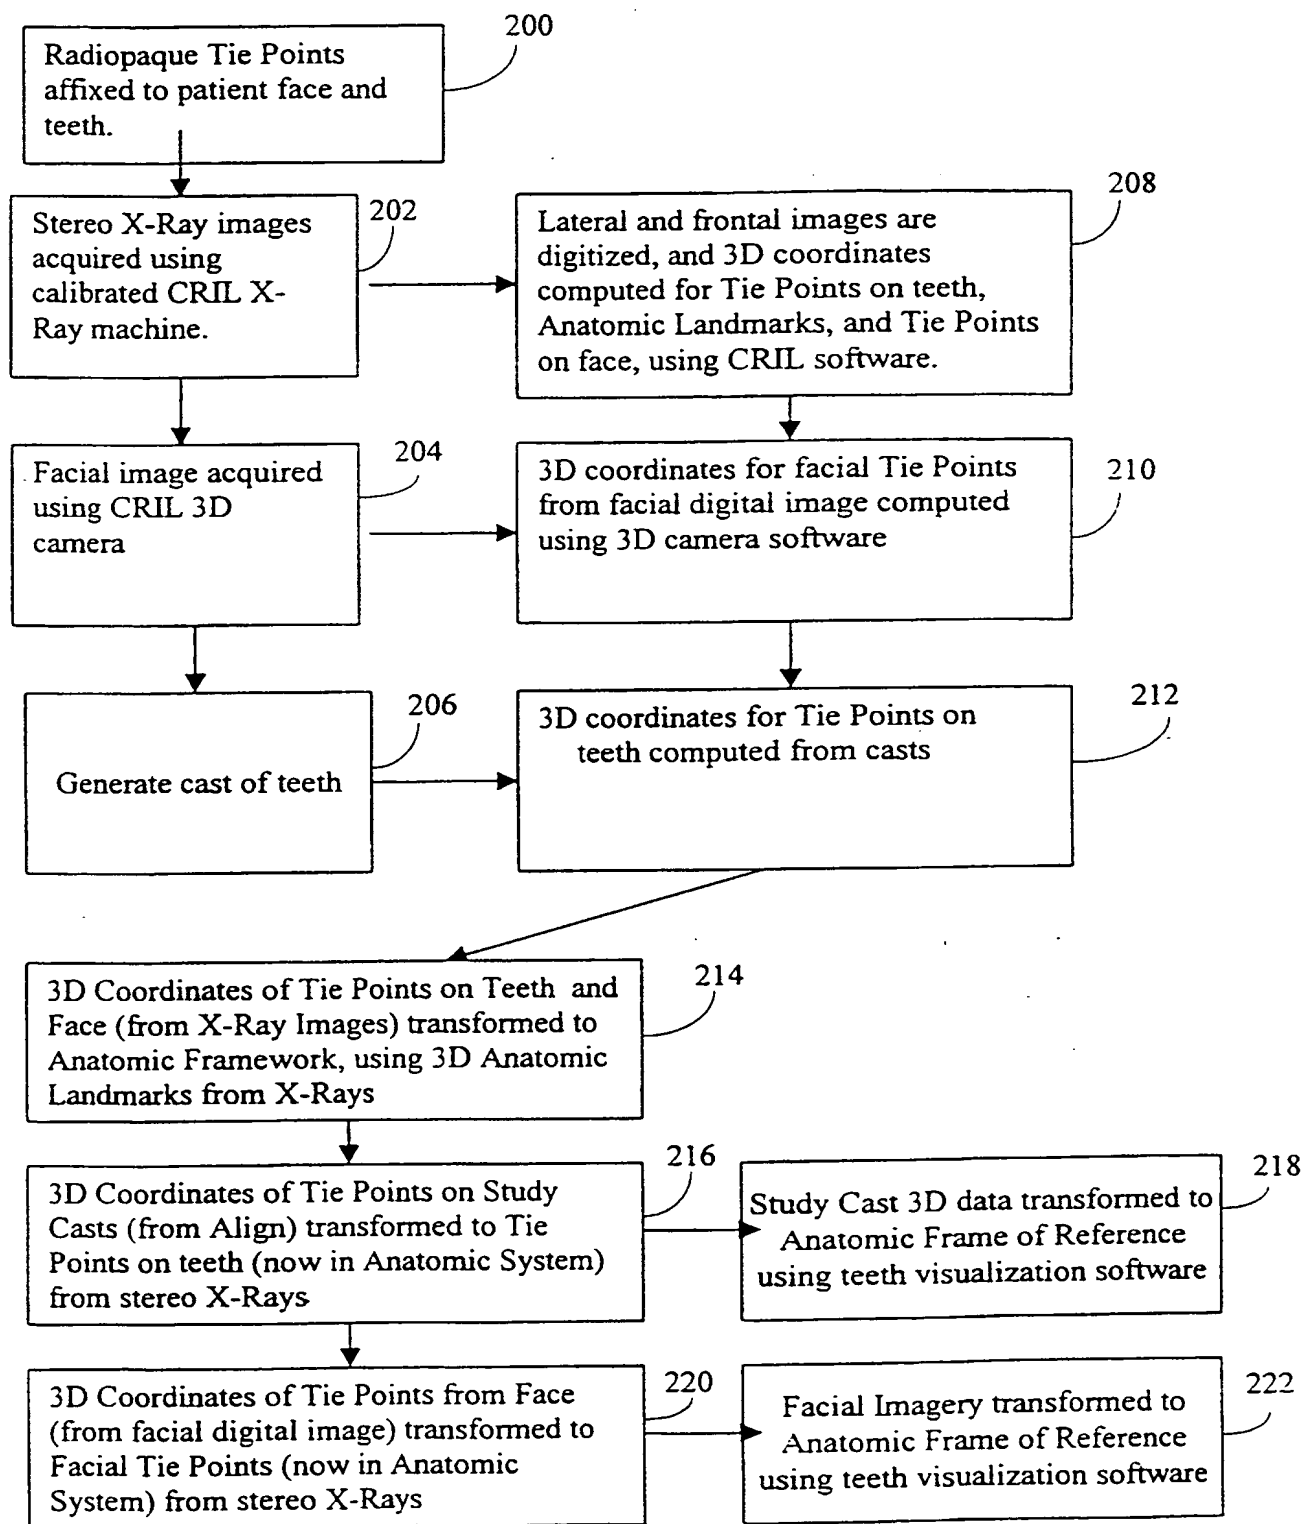 200
Radiopaque Tie Points
affixed to patient face and
teeth.
202
Stereo X-Ray images
acquired using
calibrated CRIL X-
Ray machine.
208
Lateral and frontal images are
digitized, and 3D coordinates
computed for Tie Points on teeth,
Anatomic Landmarks, and Tie Points
on face, using CRIL software.
204
Facial image acquired
using CRIL 3D
camera
210
3D coordinates for facial Tie Points
from facial digital image computed
using 3D camera software
206
Generate cast of teeth
212
3D coordinates for Tie Points on
teeth computed from casts
214
3D Coordinates of Tie Points on Teeth and
Face (from X-Ray Images) transformed to
Anatomic Framework, using 3D Anatomic
Landmarks from X-Rays
216
3D Coordinates of Tie Points on Study
Casts (from Align) transformed to Tie
Points on teeth (now in Anatomic System)
from stereo X-Rays
218
Study Cast 3D data transformed to
Anatomic Frame of Reference
using teeth visualization software
220
3D Coordinates of Tie Points from Face
(from facial digital image) transformed to
Facial Tie Points (now in Anatomic
System) from stereo X-Rays
222
Facial Imagery transformed to
Anatomic Frame of Reference
using teeth visualization software